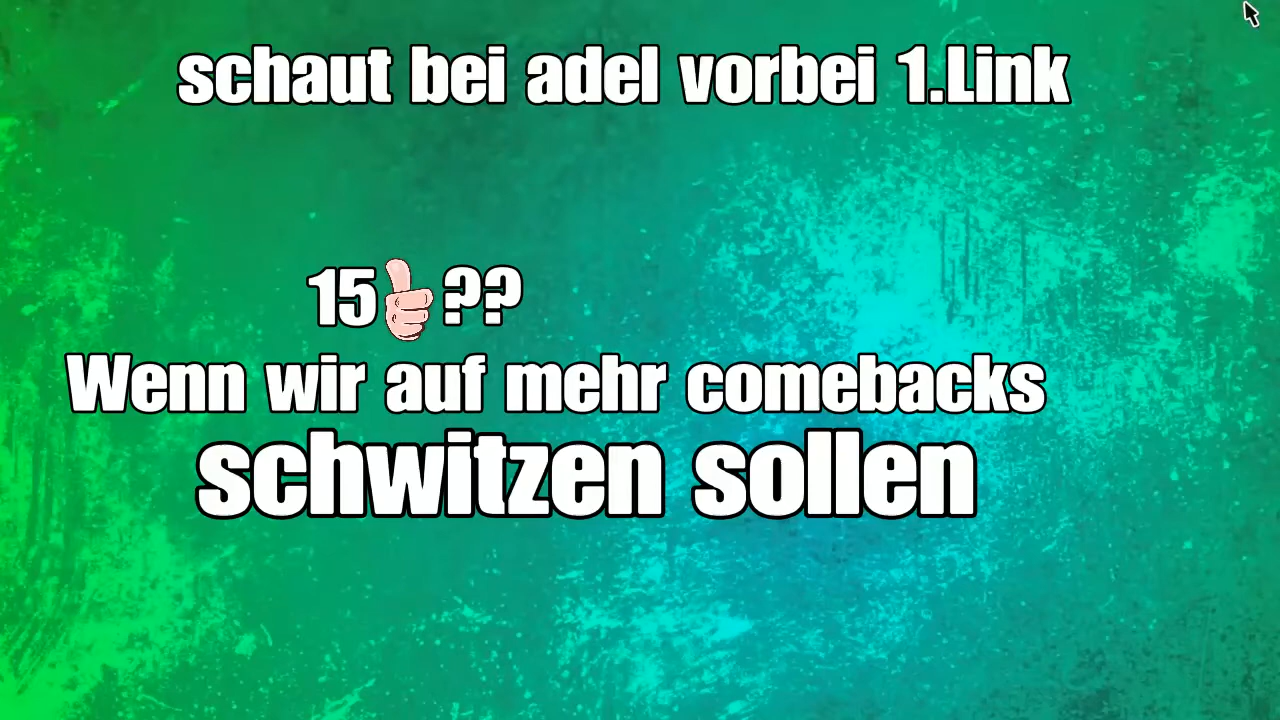 schaut bei adel vorbei 1.Link
15👍??
Wenn wir auf mehr comebacks
schwitzen sollen